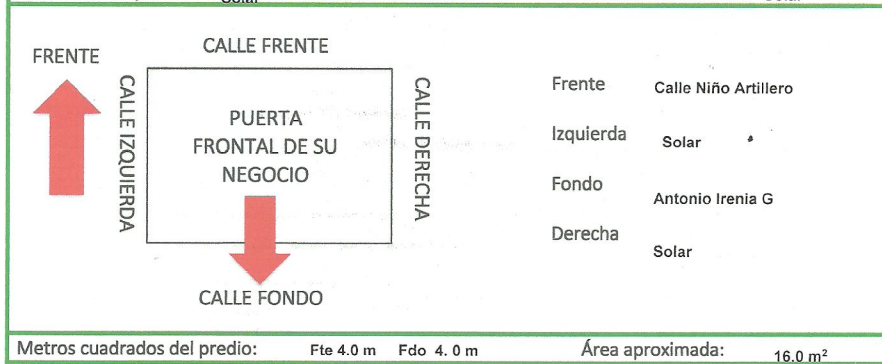 Solar Solar
FRENTE
CALLE FRENTE
CALLE IZQUIERDA
PUERTA
FRONTAL DE SU
NEGOCIO
CALLE DERECHA
CALLE FONDO
Frente Calle Niño Artillero
Izquierda Solar
Fondo Antonio Irenia G
Derecha Solar
Metros cuadrados del predio: Fte 4.0 m Fdo 4. 0 m Área aproximada: 16.0 m²